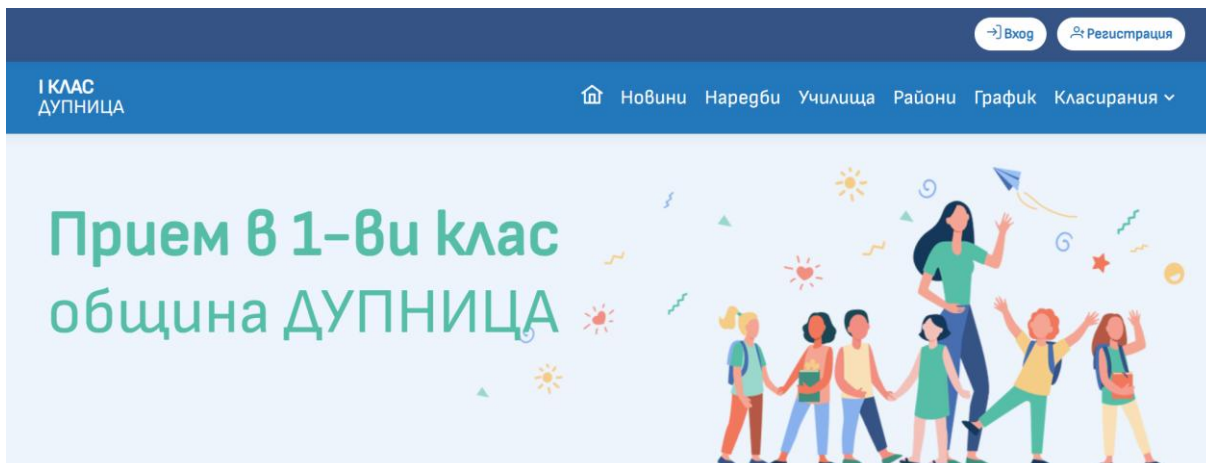 Вход Регистрация
I КЛАС
ДУПНИЦА
Новини Наредби Училища Райони График Класирания
Прием в 1-ви клас
община ДУПНИЦА